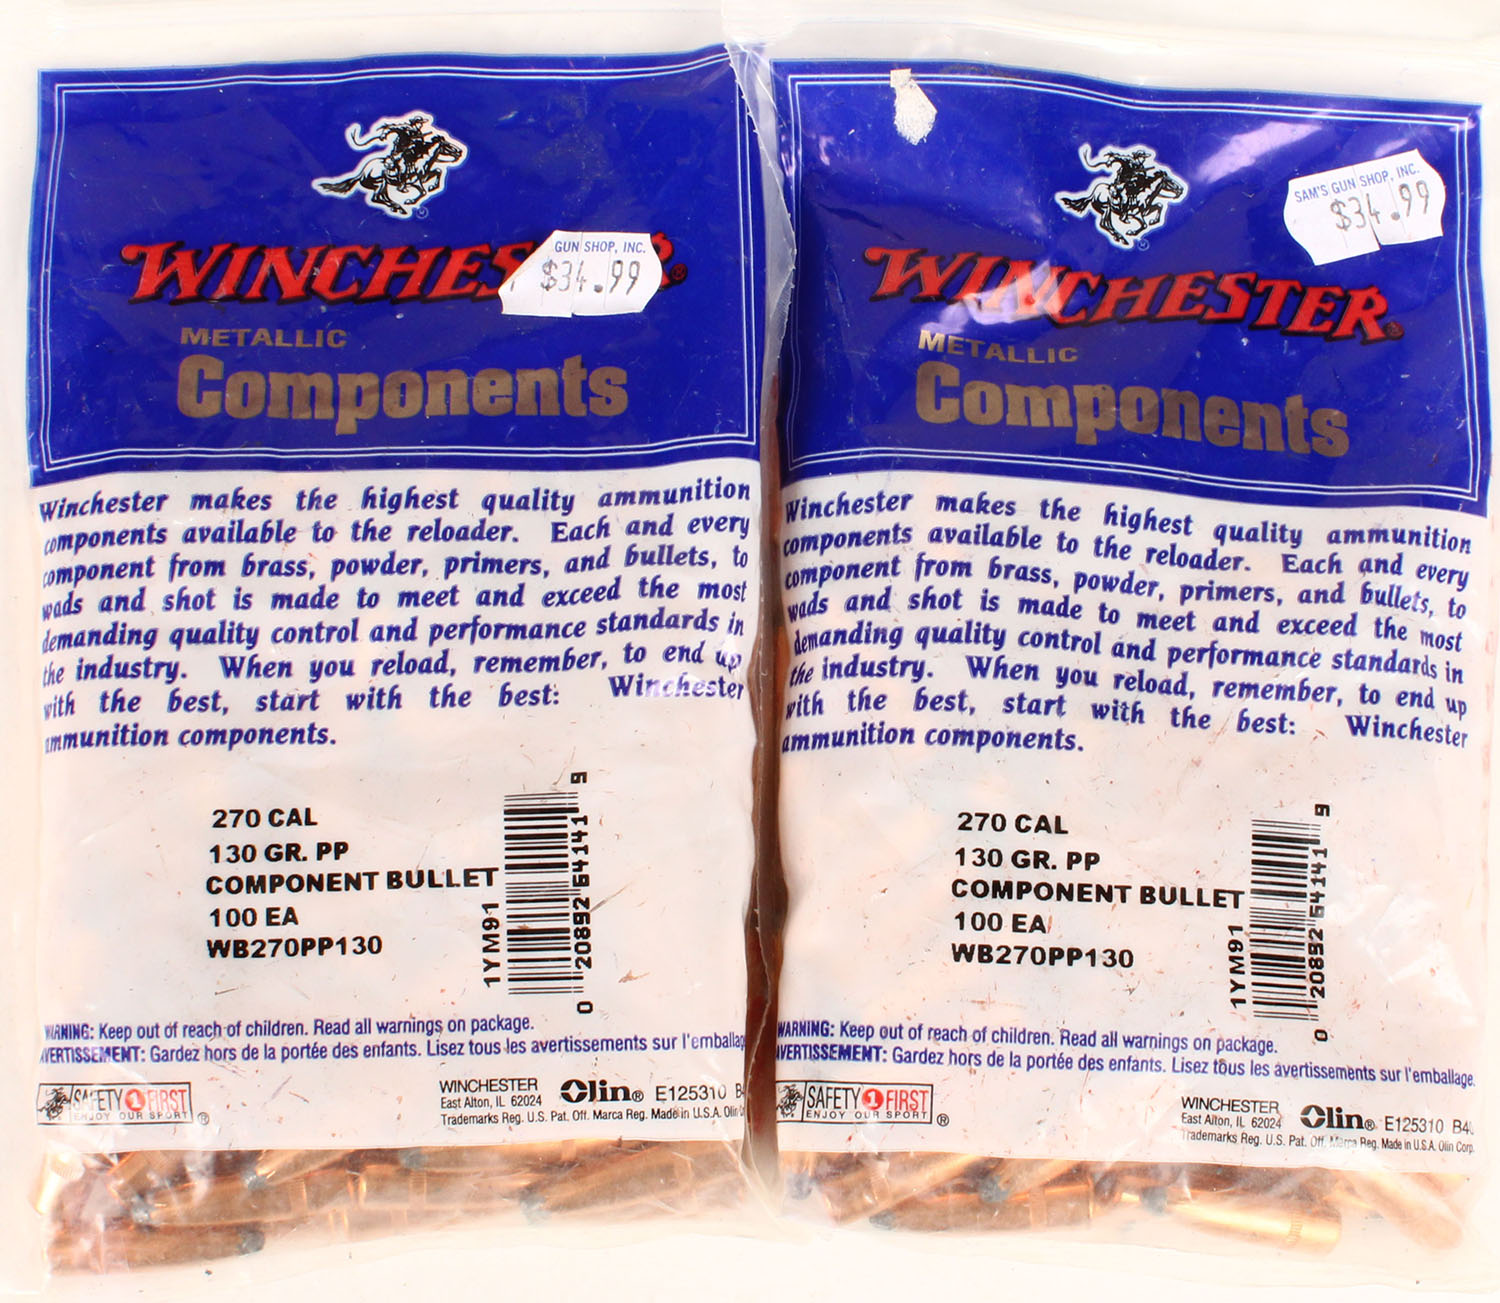 WINCHES R®
GUN SHOP, INC.
$34.99
METALLIC
Components
Winchester makes the highest quality ammunition
components available to the reloader. Each and every
component from brass, powder, primers, and bullets, to
wads and shot is made to meet and exceed the most
demanding quality control and performance standards in
the industry. When you reload, remember, to end up
with the best, start with the best: Winchester
ammunition components.
270 CAL
130 GR. PP
COMPONENT BULLET
100 EA
WB270PP130
1YM91
0 20892 54141 9
WARNING: Keep out of reach of children. Read all warnings on package.
AVERTISSEMENT: Gardez hors de la portée des enfants. Lisez tous les avertissements sur l'emballag
SAFETY 1 FIRST ®
ENJOY OUR SPORT
WINCHESTER
East Alton, IL 62024
Olin® E125310 B
Trademarks Reg. U.S. Pat. Off. Marca Reg. Made in U.S.A. Olin
SAM'S GUN SHOP, INC.
$34.99
WINCHESTER®
METALLIC
Components
Winchester makes the highest quality ammunition
components available to the reloader. Each and every
component from brass, powder, primers, and bullets, to
wads and shot is made to meet and exceed the most
demanding quality control and performance standards in
the industry. When you reload, remember, to end up
with the best, start with the best: Winchester
ammunition components.
270 CAL
130 GR. PP
COMPONENT BULLET
100 EA
WB270PP130
1YM91
0 20892 54141 9
WARNING: Keep out of reach of children. Read all warnings on package.
AVERTISSEMENT: Gardez hors de la portée des enfants. Lisez tous les avertissements sur l'emballage.
SAFETY 1 FIRST ®
ENJOY OUR SPORT
WINCHESTER
East Alton, IL 62024
Olin® E125310 B4
Trademarks Reg. U.S. Pat. Off. Marca Reg. Made in U.S.A. Olin Corp.